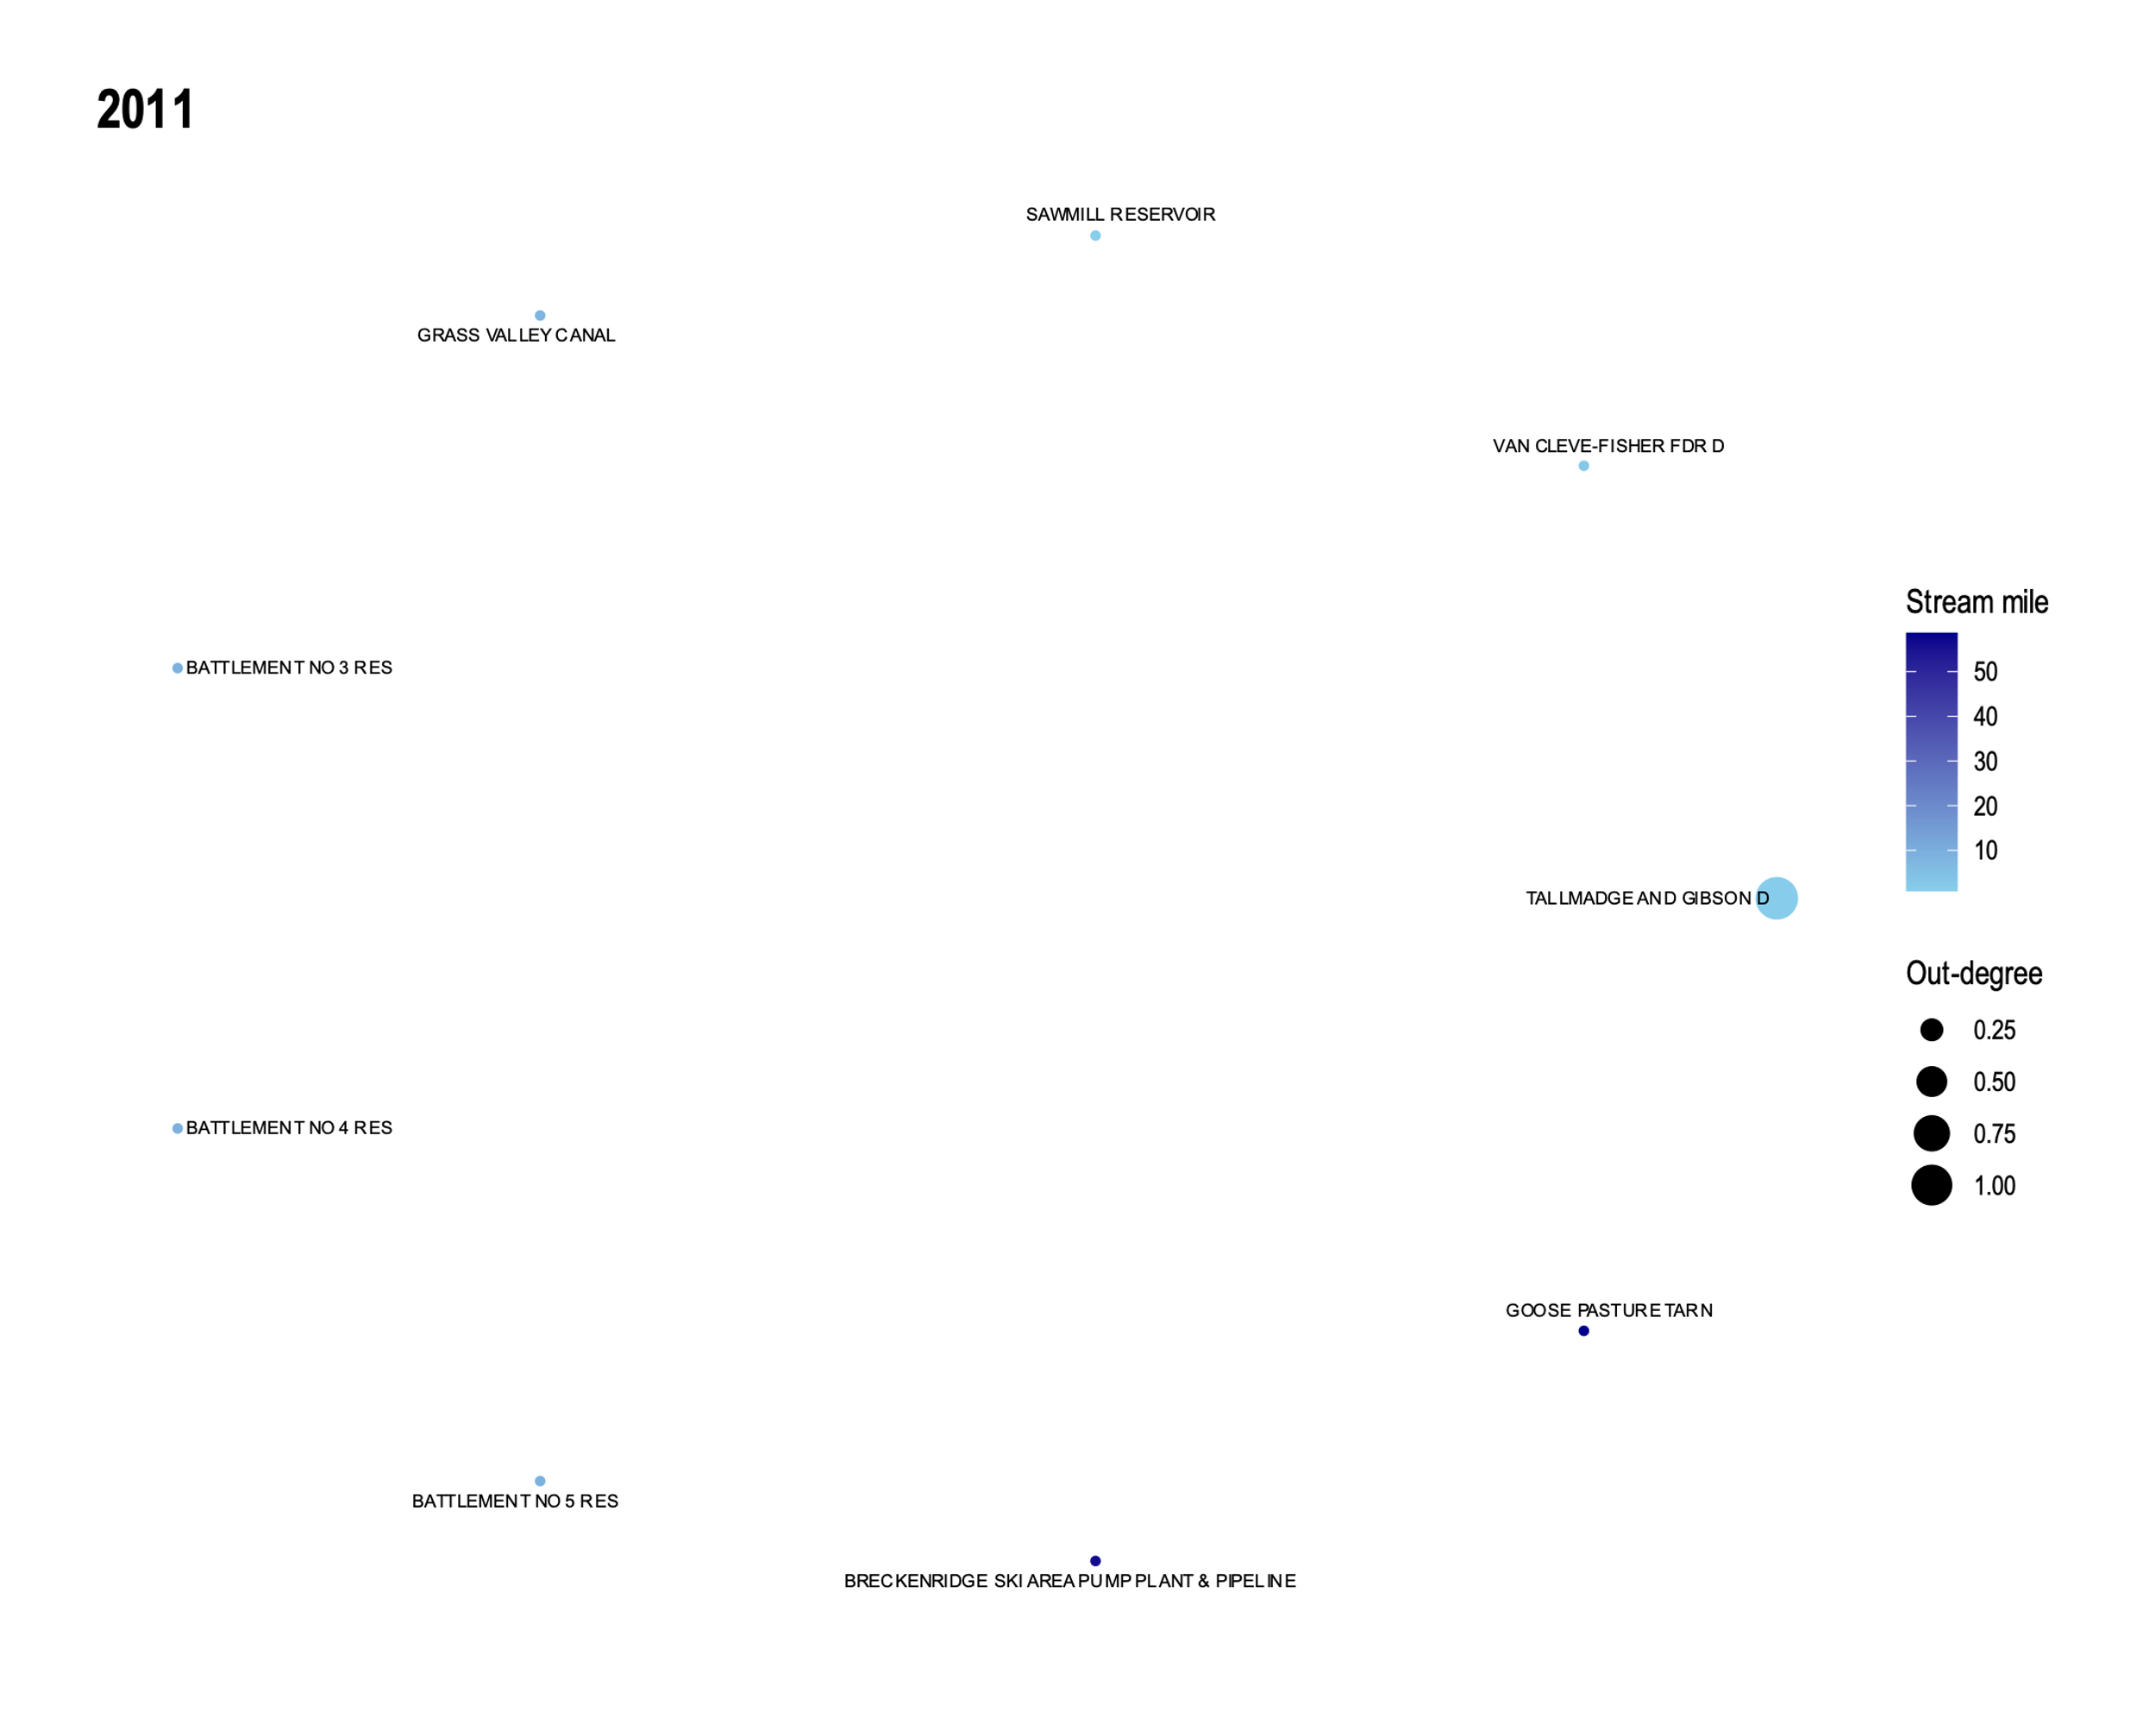 2011
SAWMILL RESERVOIR
GRASS VALLEY CANAL
VAN CLEVE-FISHER FDR D
BATTLEMENT NO 3 RES
TALLMADGE AND GIBSON D
BATTLEMENT NO 4 RES
GOOSE PASTURE TARN
BATTLEMENT NO 5 RES
BRECKENRIDGE SKI AREA PUMP PLANT & PIPELINE
Stream mile
50
40
30
20
10
Out-degree
0.25
0.50
0.75
1.00